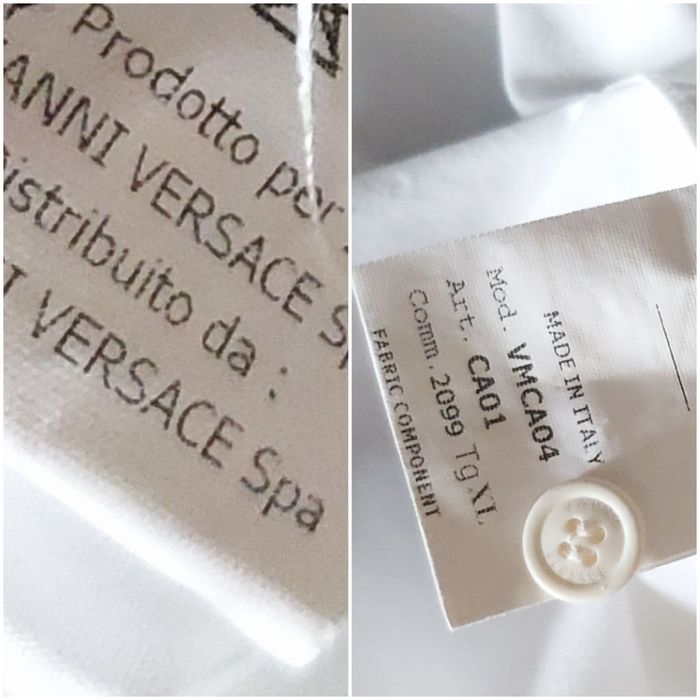 Prodotto per
ANNI VERSACE S
Distribuito da :
I VERSACE Spa
MADE IN ITALY
Mod. VMCA04
Art. CA01
Comm. 2099 Tg XL
FABRIC COMPONENT